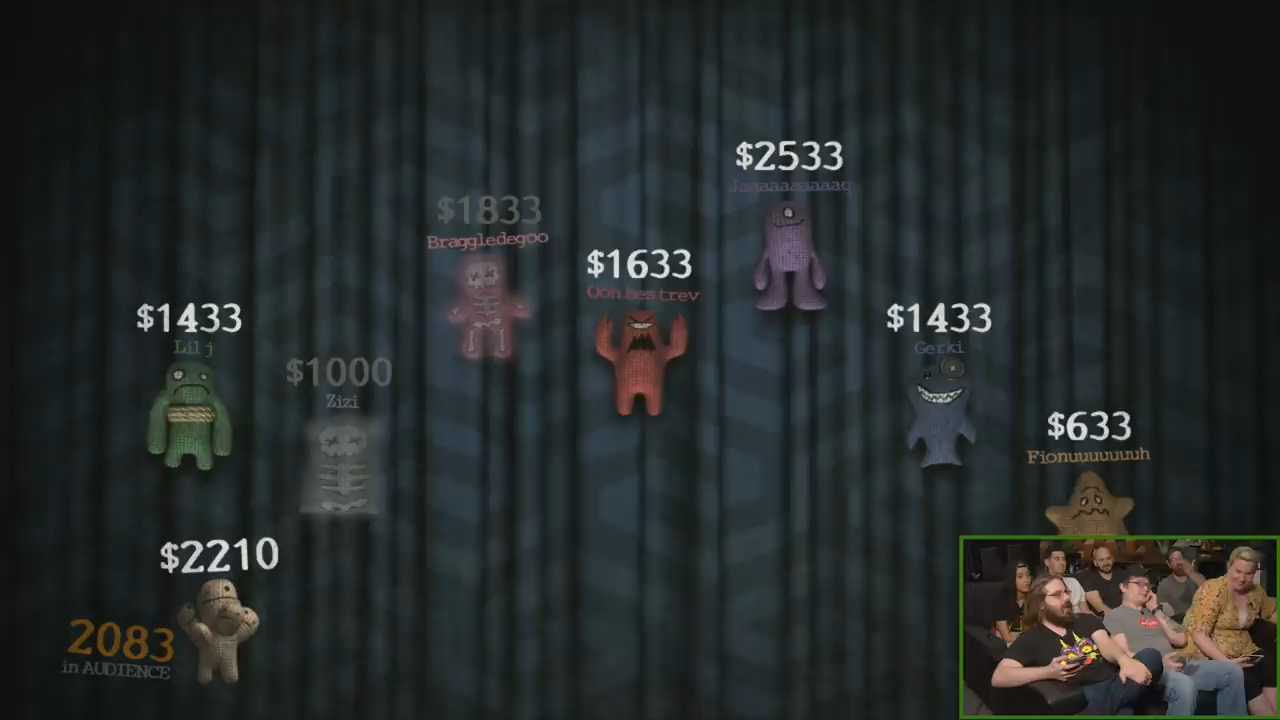 $2533
$1833
Braggledegoo
$1633
Oon hes trev
$1433
Lil j
$1433
Gerki
$1000
Zizi
$633
Fionuuuuuuuh
$2210
2083
in AUDIENCE